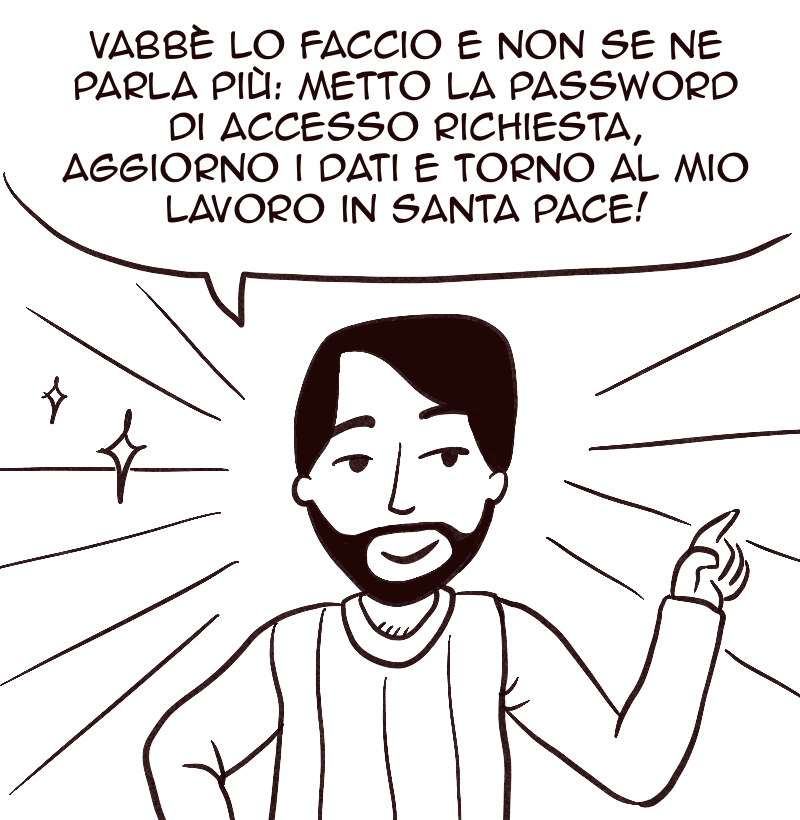 VABBÈ LO FACCIO E NON SE NE
PARLA PIÙ: METTO LA PASSWORD
DI ACCESSO RICHIESTA,
AGGIORNO I DATI E TORNO AL MIO
LAVORO IN SANTA PACE!